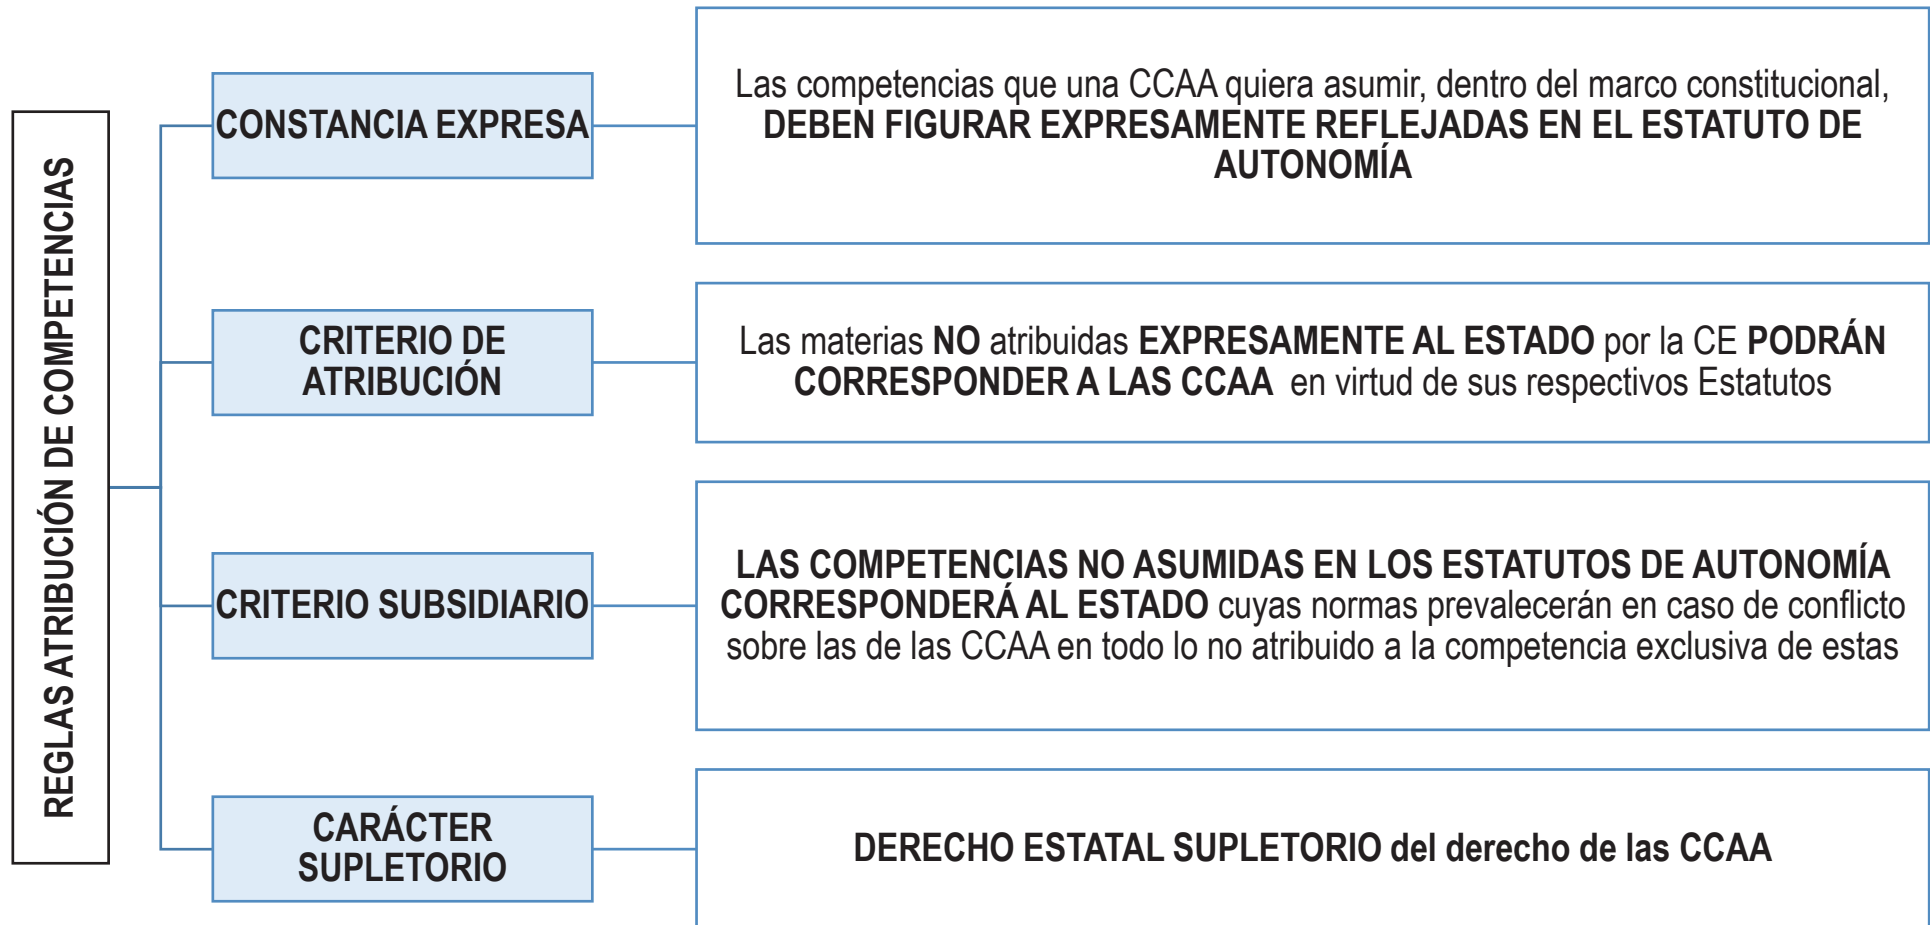 REGLAS ATRIBUCIÓN DE COMPETENCIAS
CONSTANCIA EXPRESA
Las competencias que una CCAA quiera asumir, dentro del marco constitucional,
DEBEN FIGURAR EXPRESAMENTE REFLEJADAS EN EL ESTATUTO DE
AUTONOMÍA
CRITERIO DE
ATRIBUCIÓN
Las materias NO atribuidas EXPRESAMENTE AL ESTADO por la CE PODRÁN
CORRESPONDER A LAS CCAA en virtud de sus respectivos Estatutos
CRITERIO SUBSIDIARIO
LAS COMPETENCIAS NO ASUMIDAS EN LOS ESTATUTOS DE AUTONOMÍA
CORRESPONDERÁ AL ESTADO cuyas normas prevalecerán en caso de conflicto
sobre las de las CCAA en todo lo no atribuido a la competencia exclusiva de estas
CARÁCTER
SUPLETORIO
DERECHO ESTATAL SUPLETORIO del derecho de las CCAA